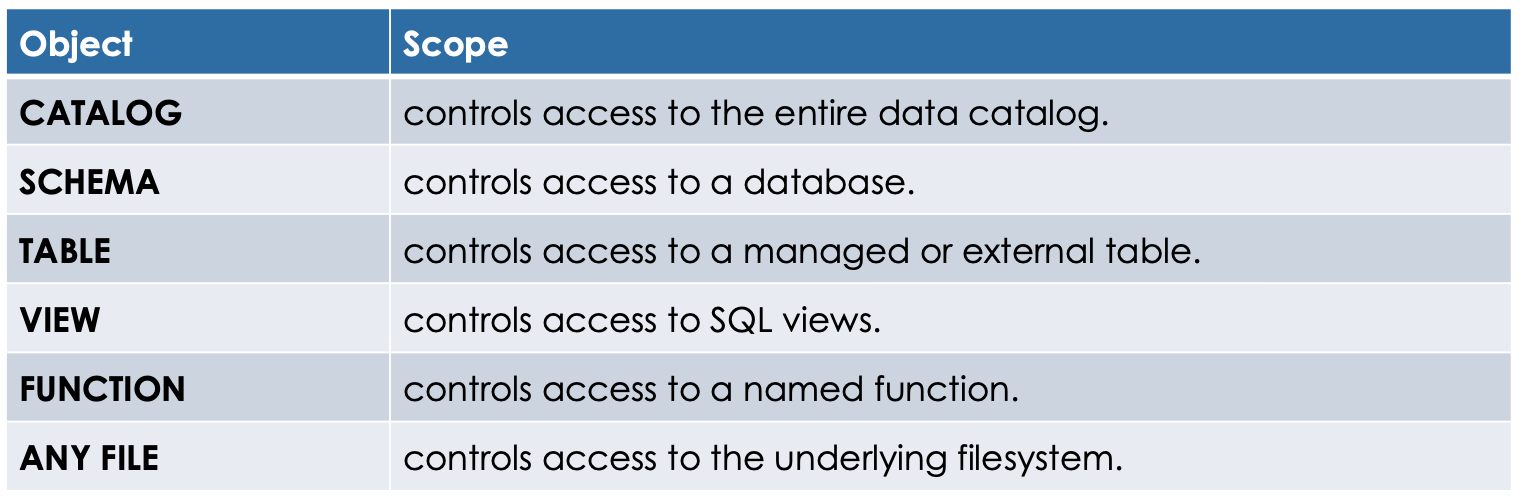 Object Scope
CATALOG controls access to the entire data catalog.
SCHEMA controls access to a database.
TABLE controls access to a managed or external table.
VIEW controls access to SQL views.
FUNCTION controls access to a named function.
ANY FILE controls access to the underlying filesystem.